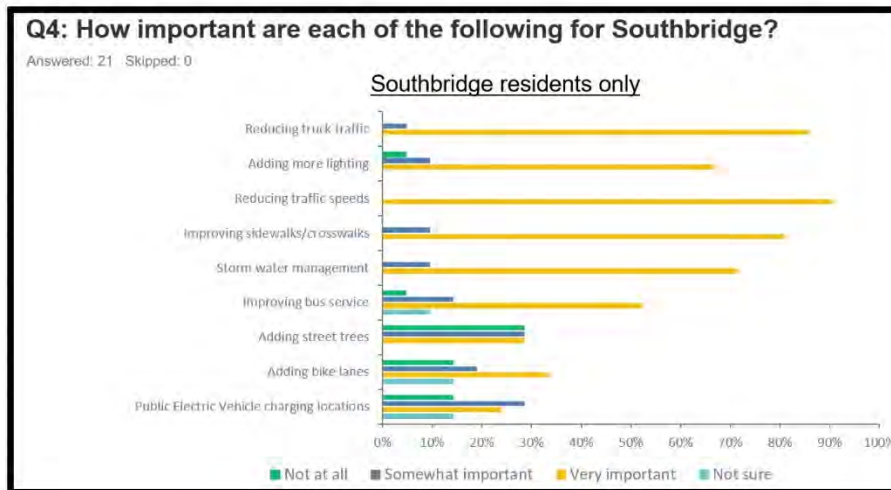 Q4: How important are each of the following for Southbridge?
Answered: 21 Skipped: 0
Southbridge residents only
Reducing truck traffic
Adding more lighting
Reducing traffic speeds
Improving sidewalks/crosswalks
Storm water management
Improving bus service
Adding street trees
Adding bike lanes
Public Electric Vehicle charging locations
0% 10% 20% 30% 40% 50% 60% 70% 80% 90% 100%
Not at all Somewhat important Very important Not sure